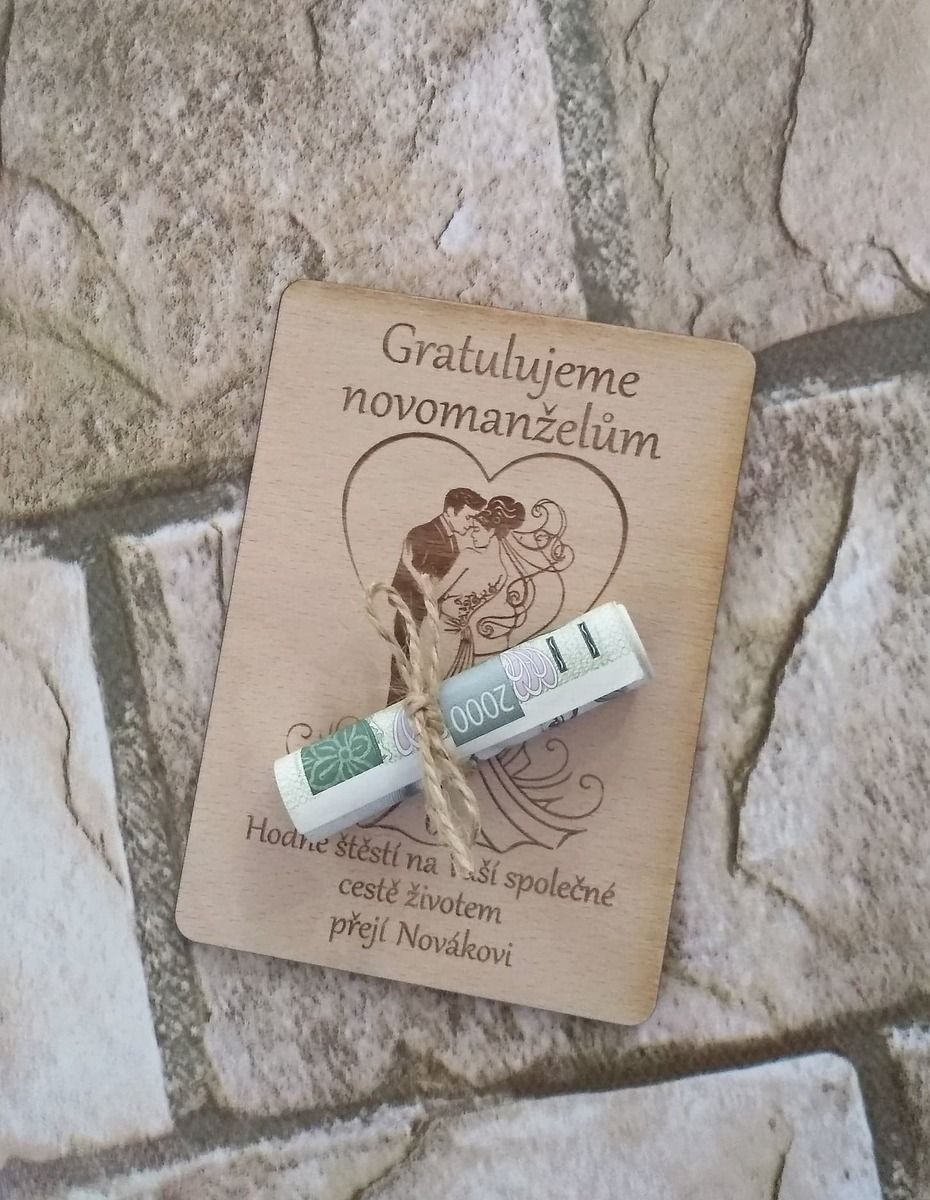 Gratulujeme
novomanželům
2000
Hodně štěstí na Vaší společné
cestě životem
přejí Novákovi